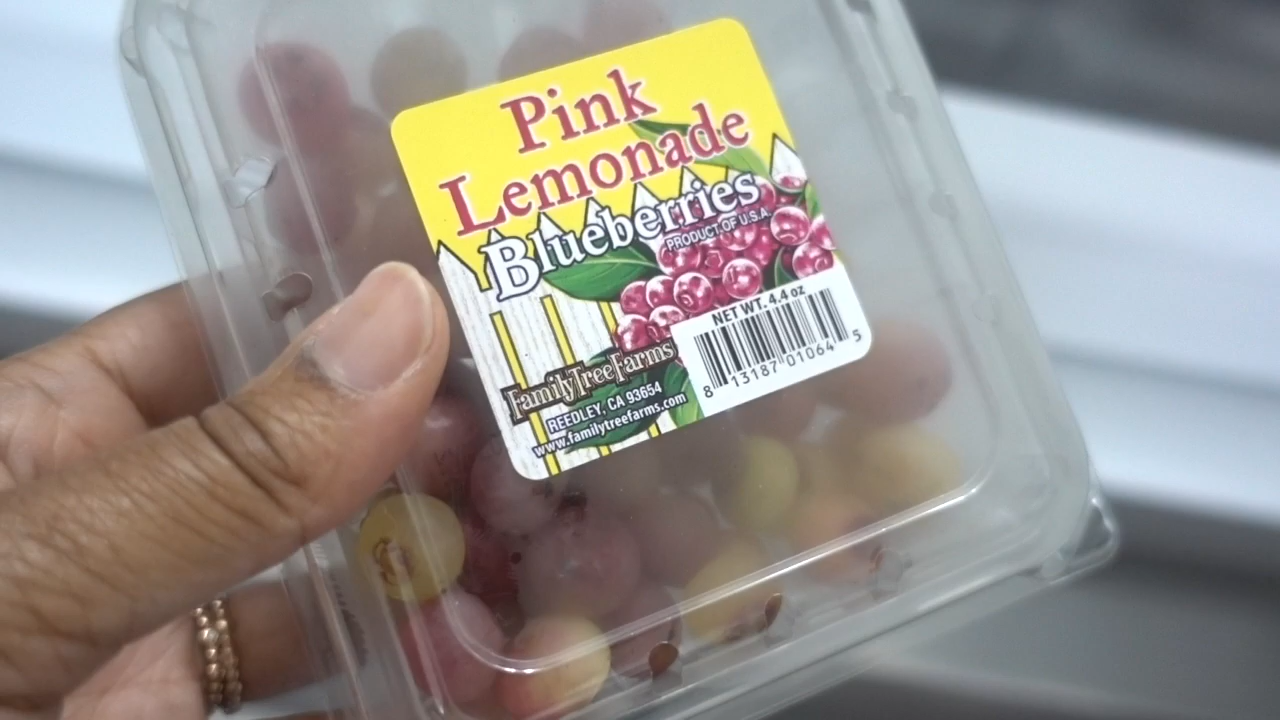 Pink
Lemonade
Blueberries
PRODUCT OF U.S.A.
NET WT. 4.4 oz
8 13187 01064 5
FamilyTreeFarms
REEDLEY, CA 93654
www.familytreefarms.com